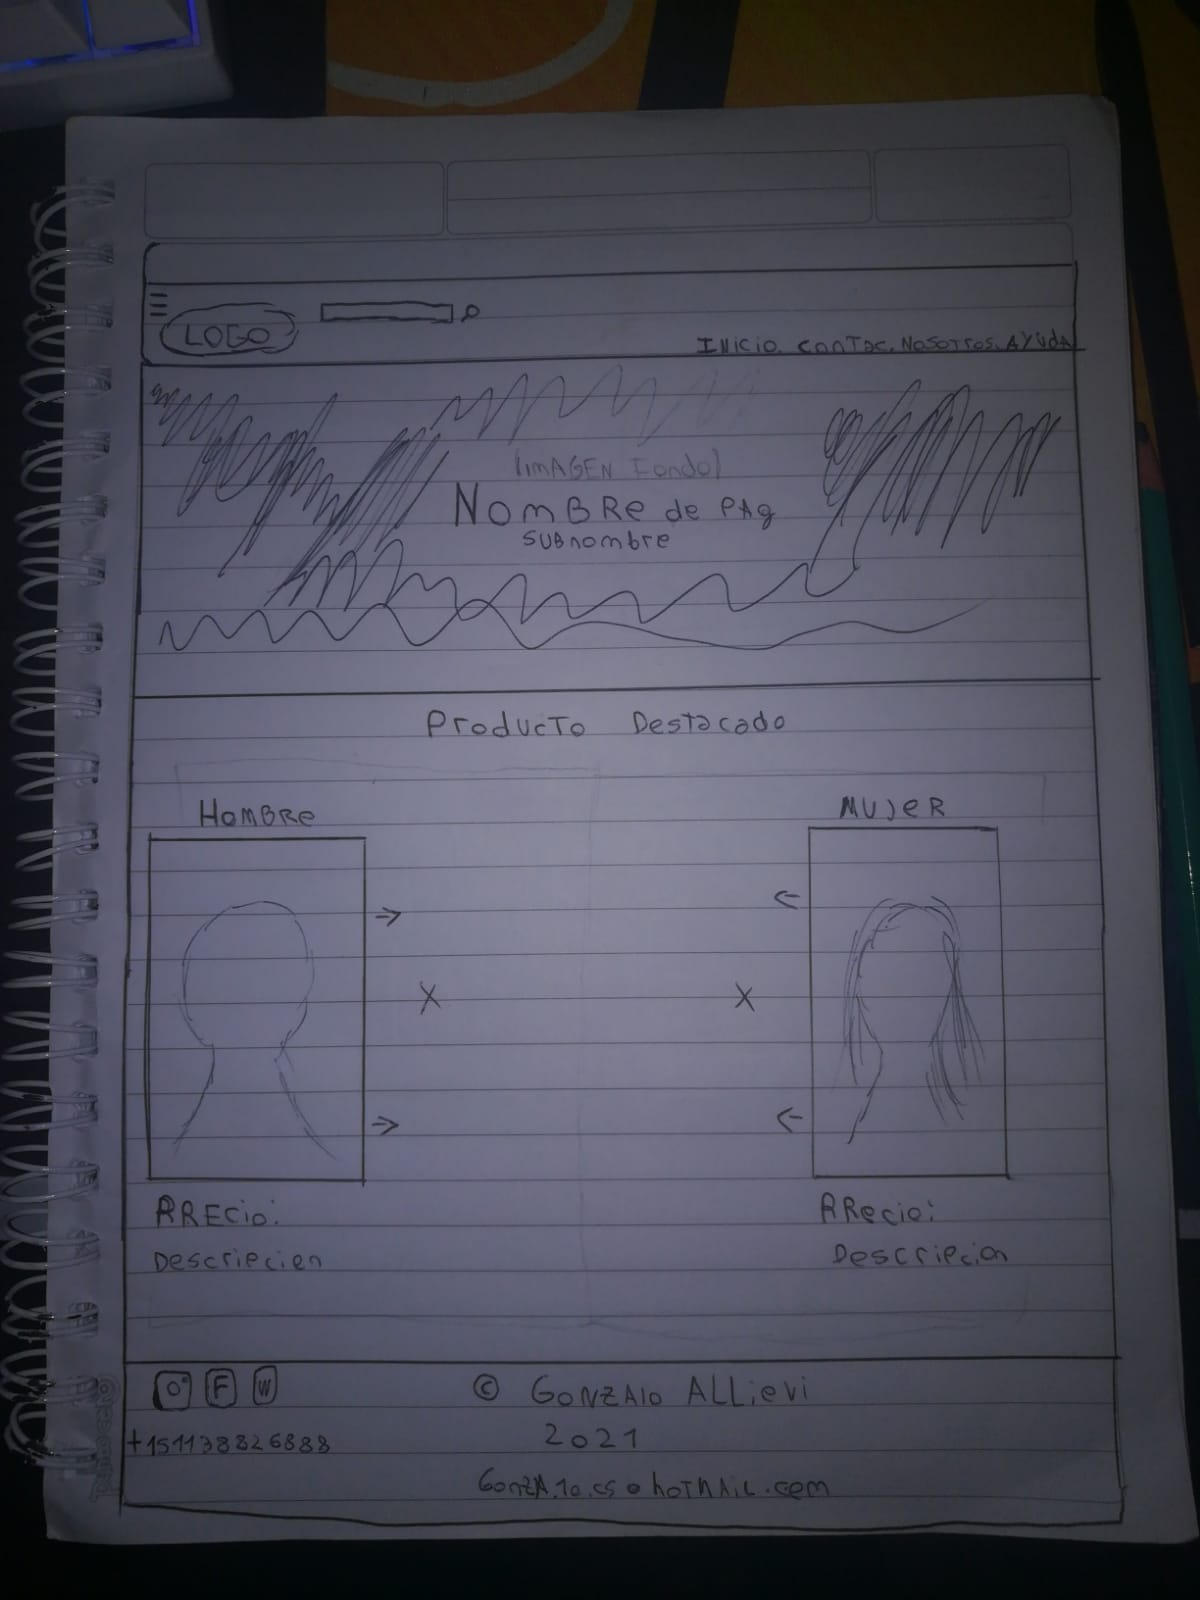 LOGO
Inicio. Contac. Nosotros. Ayuda
(imagen Fondo)
Nombre de Pag
Subnombre
Producto Destacado
Hombre
Mujer
X X
Precio:
Precio:
Descripcien
Descripcion
F W
© Gonzalo Allievi
+151138826888
2021
Gonza.10.cs@hotmail.com